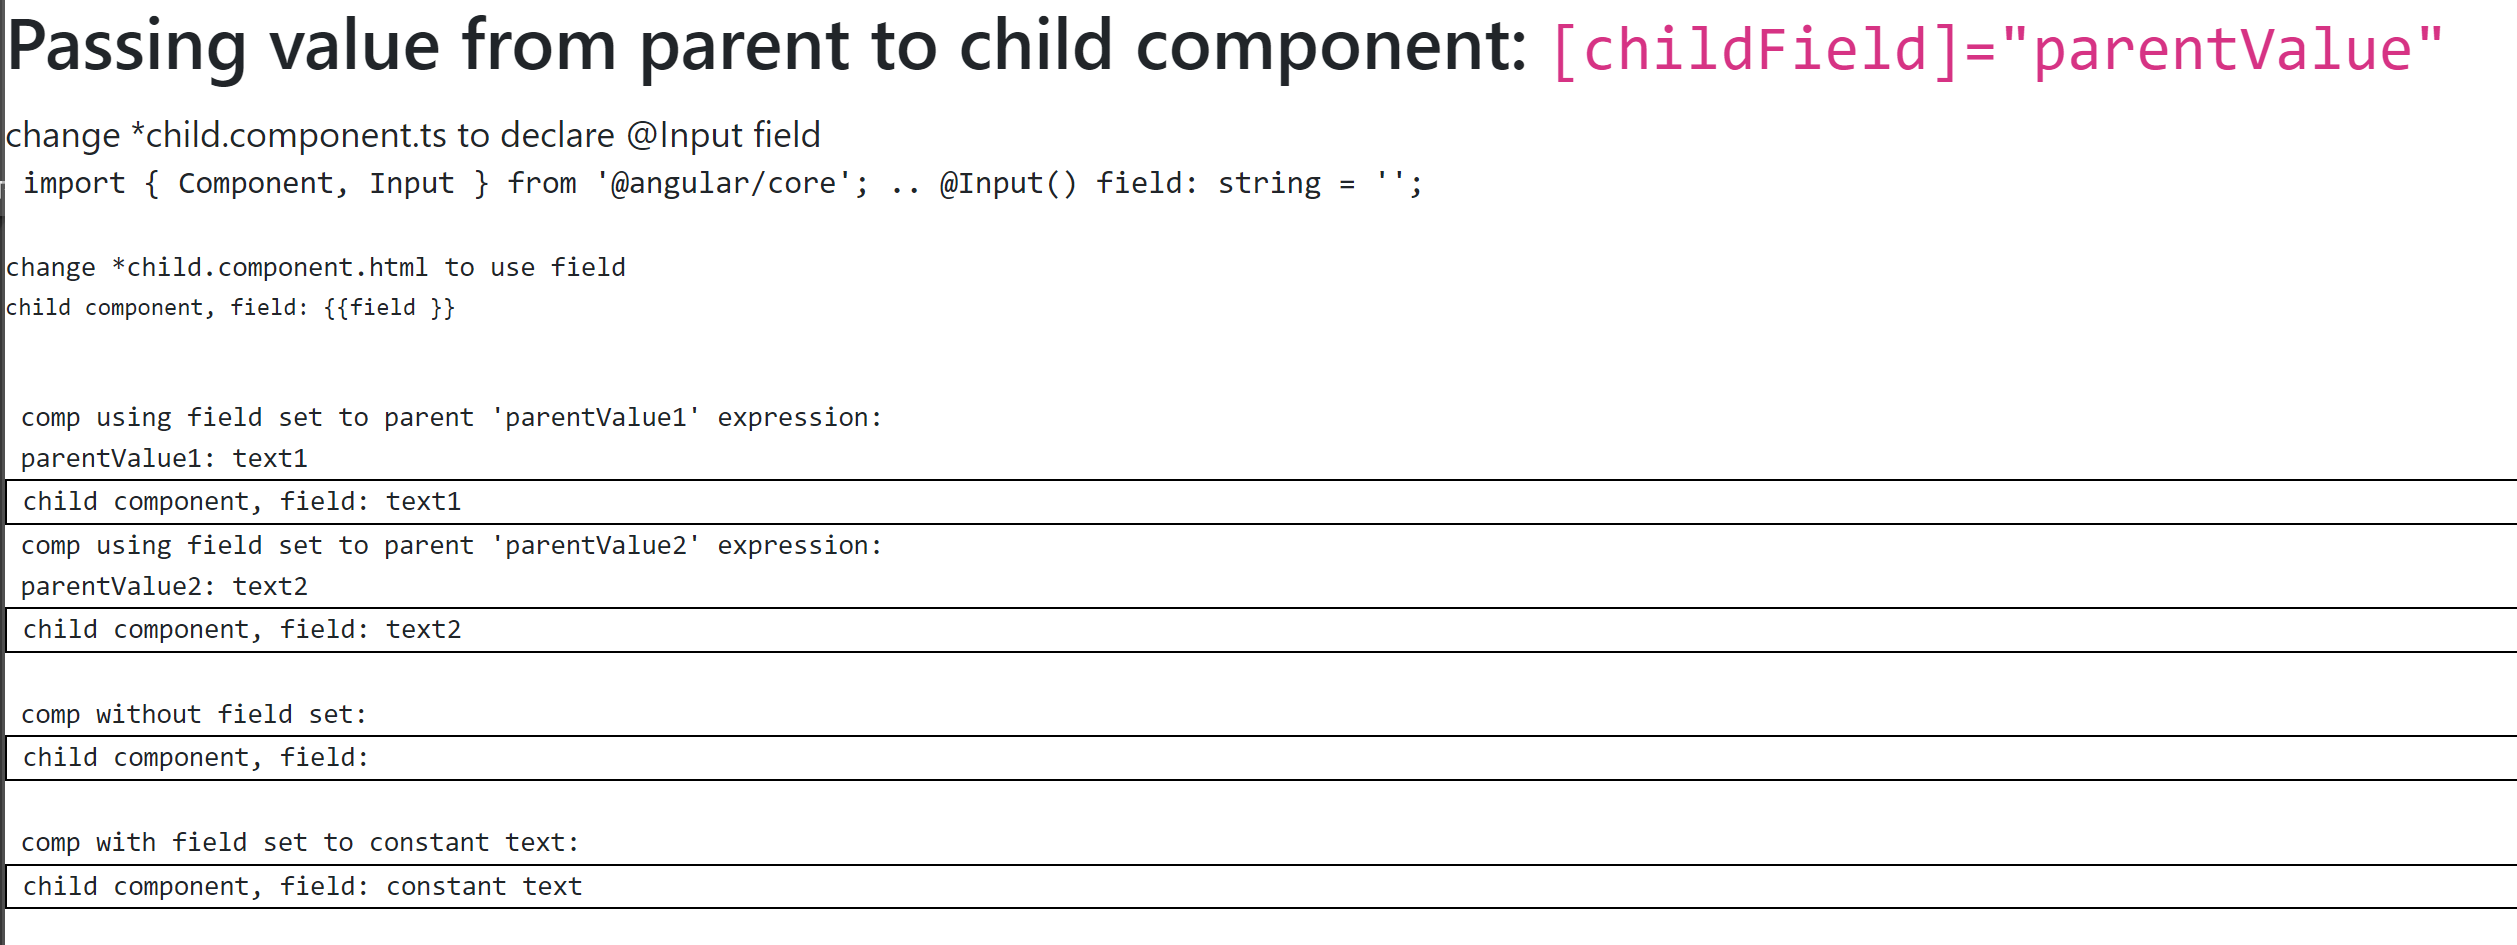 Passing value from parent to child component: [childField]="parentValue"
change *child.component.ts to declare @Input field
import { Component, Input } from '@angular/core'; .. @Input() field: string = '';
change *child.component.html to use field
child component, field: {{field }}
comp using field set to parent 'parentValue1' expression:
parentValue1: text1
child component, field: text1
comp using field set to parent 'parentValue2' expression:
parentValue2: text2
child component, field: text2
comp without field set:
child component, field:
comp with field set to constant text:
child component, field: constant text